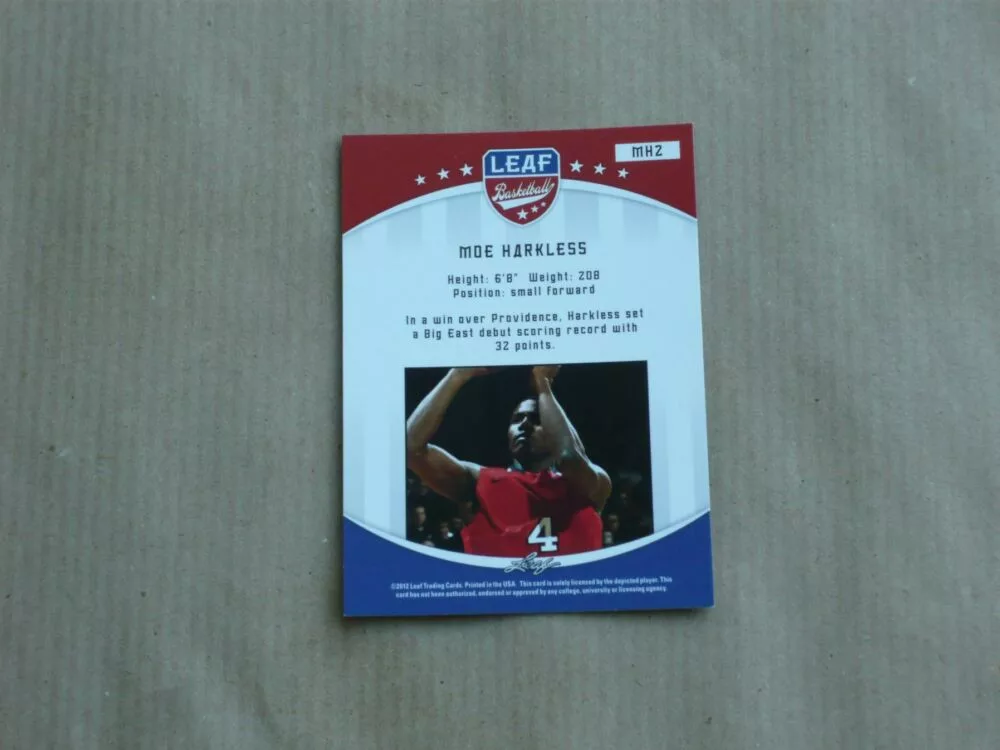 LEAF
Basketball
MH2
MOE HARKLESS
Height: 6'8" Weight: 208
Position: small forward
In a win over Providence, Harkless set
a Big East debut scoring record with
32 points.
4
Leaf
©2012 Leaf Trading Cards. Printed in the USA. This card is solely licensed by the depicted player. This
card has not been authorized, endorsed or approved by any college, university or licensing agency.